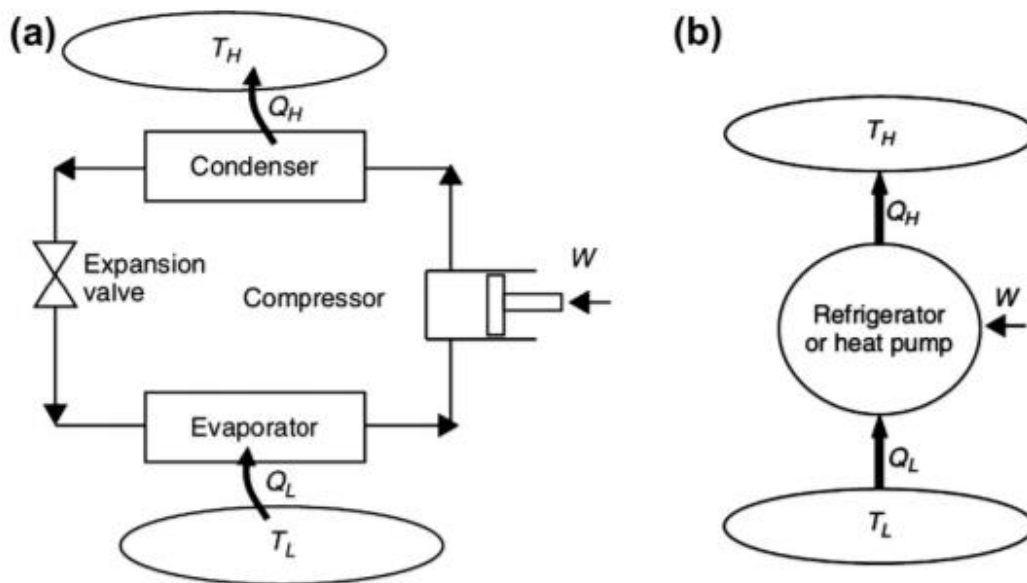 (a)
T_H
Q_H
Condenser
Expansion
valve
Compressor
W
Evaporator
Q_L
T_L
(b)
T_H
Q_H
Refrigerator
or heat pump
W
Q_L
T_L